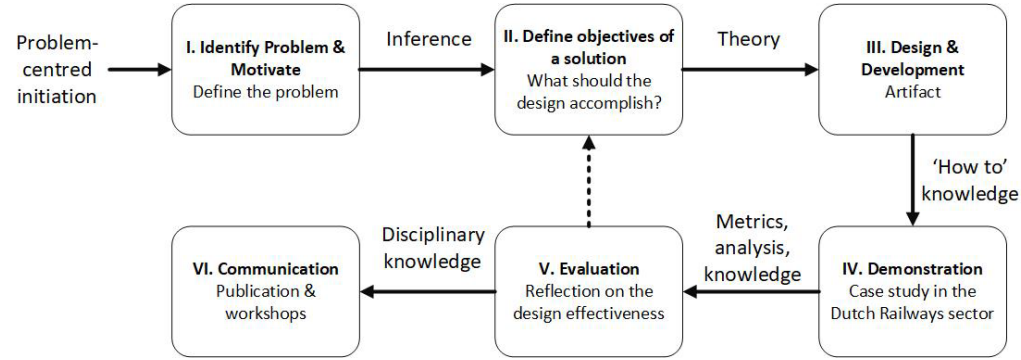 Problem-
centred
initiation
I. Identify Problem &
Motivate
Define the problem
Inference
II. Define objectives of
a solution
What should the
design accomplish?
Theory
III. Design &
Development
Artifact
‘How to’
knowledge
IV. Demonstration
Case study in the
Dutch Railways sector
Metrics,
analysis,
knowledge
V. Evaluation
Reflection on the
design effectiveness
Disciplinary
knowledge
VI. Communication
Publication &
workshops